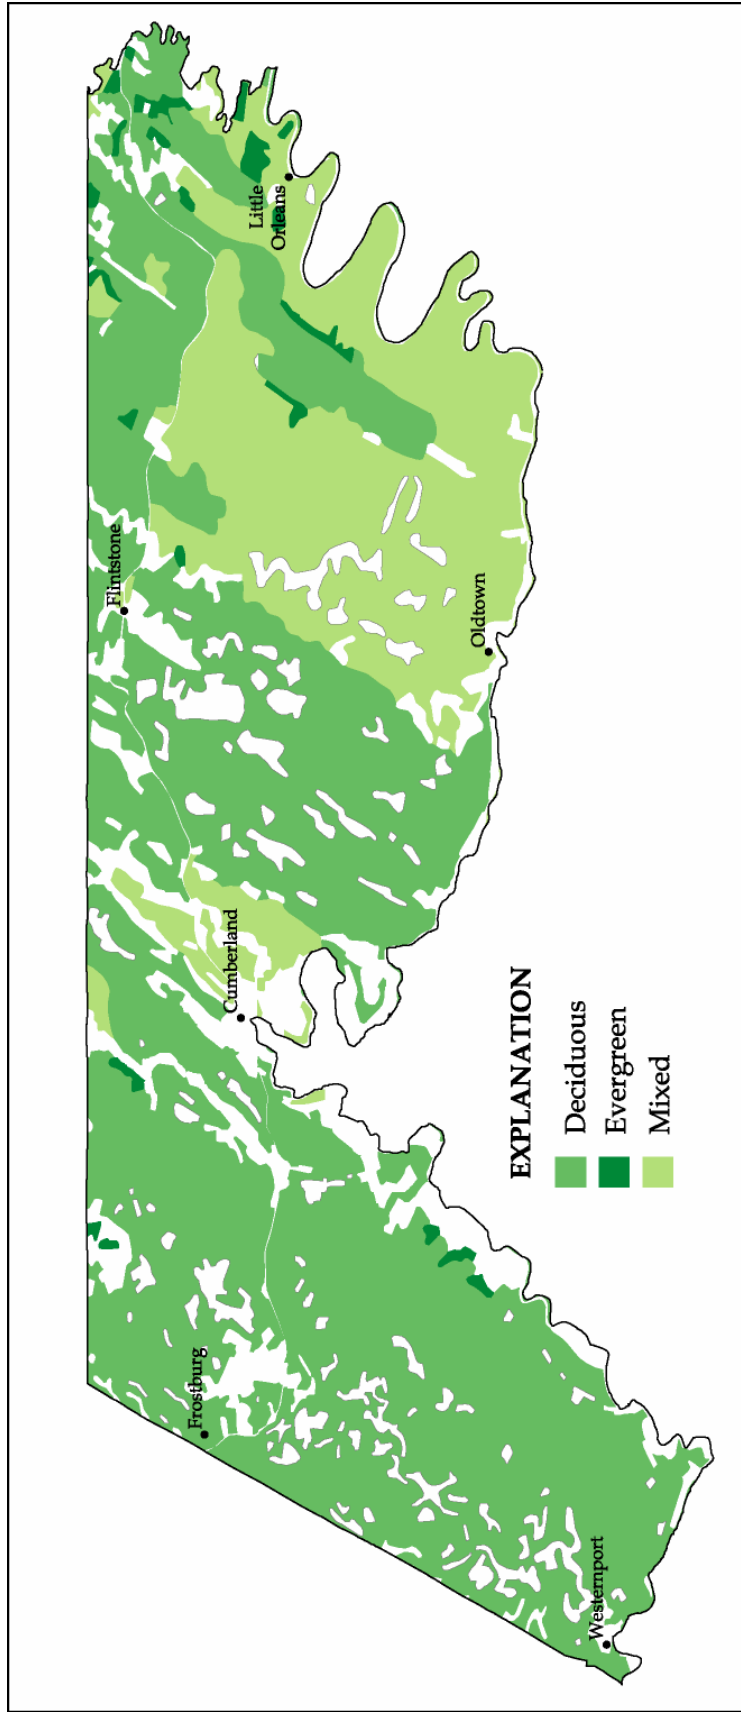 Frostburg
Westernport
Cumberland
Flintstone
Oldtown
Little
Orleans
EXPLANATION
Deciduous
Evergreen
Mixed